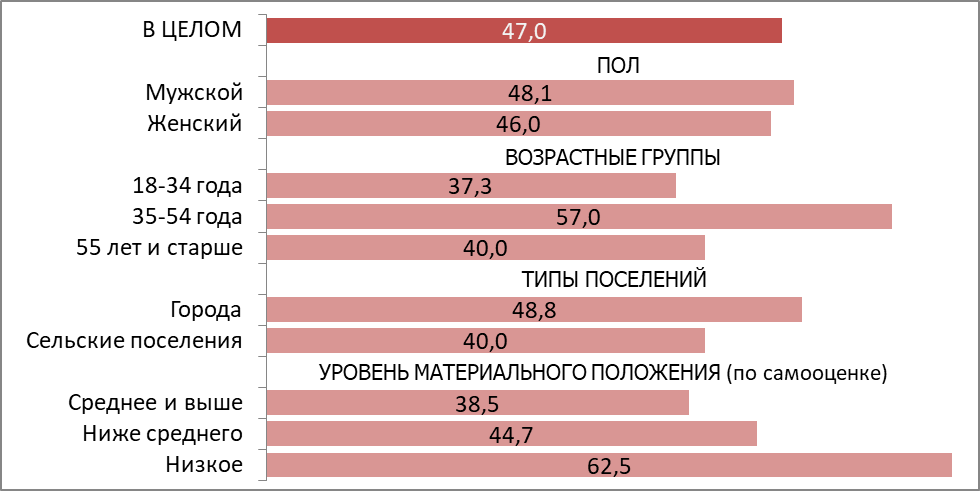 В ЦЕЛОМ 47,0
ПОЛ
Мужской 48,1
Женский 46,0
ВОЗРАСТНЫЕ ГРУППЫ
18-34 года 37,3
35-54 года 57,0
55 лет и старше 40,0
ТИПЫ ПОСЕЛЕНИЙ
Города 48,8
Сельские поселения 40,0
УРОВЕНЬ МАТЕРИАЛЬНОГО ПОЛОЖЕНИЯ (по самооценке)
Среднее и выше 38,5
Ниже среднего 44,7
Низкое 62,5